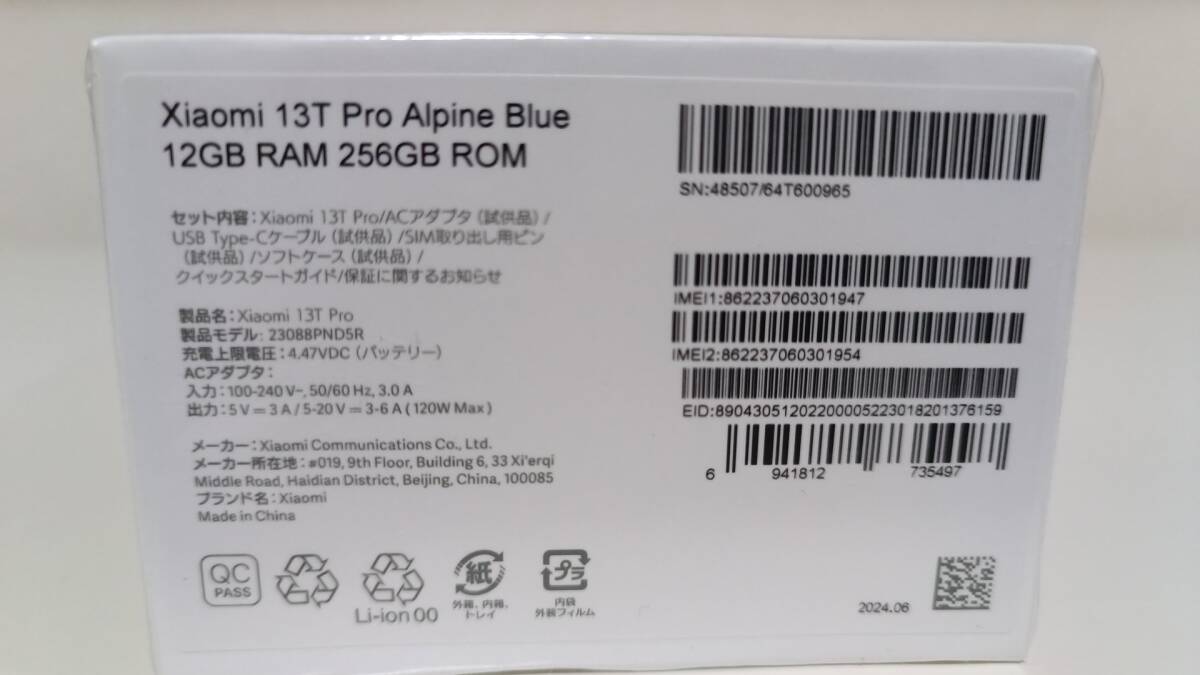 Xiaomi 13T Pro Alpine Blue
12GB RAM 256GB ROM
セット内容：Xiaomi 13T Pro/ACアダプタ（試供品）/
USB Type-Cケーブル（試供品）/SIM取り出し用ピン
（試供品）/ソフトケース（試供品）/
クイックスタートガイド/保証に関するお知らせ
製品名：Xiaomi 13T Pro
製品モデル: 23088PND5R
充電上限電圧：4.47VDC（バッテリー）
ACアダプタ：
入力：100-240 V~, 50/60 Hz, 3.0 A
出力：5 V = 3 A / 5-20 V = 3-6 A ( 120W Max )
メーカー：Xiaomi Communications Co., Ltd.
メーカー所在地：#019, 9th Floor, Building 6, 33 Xi'erqi
Middle Road, Haidian District, Beijing, China, 100085
ブランド名：Xiaomi
Made in China
QC
PASS
Li-ion 00
紙
外箱、内箱、
トレイ
プラ
内袋
外装フィルム
SN:48507/64T600965
IMEI1:862237060301947
IMEI2:862237060301954
EID:89043051202200005223018201376159
6 941812 735497
2024.06